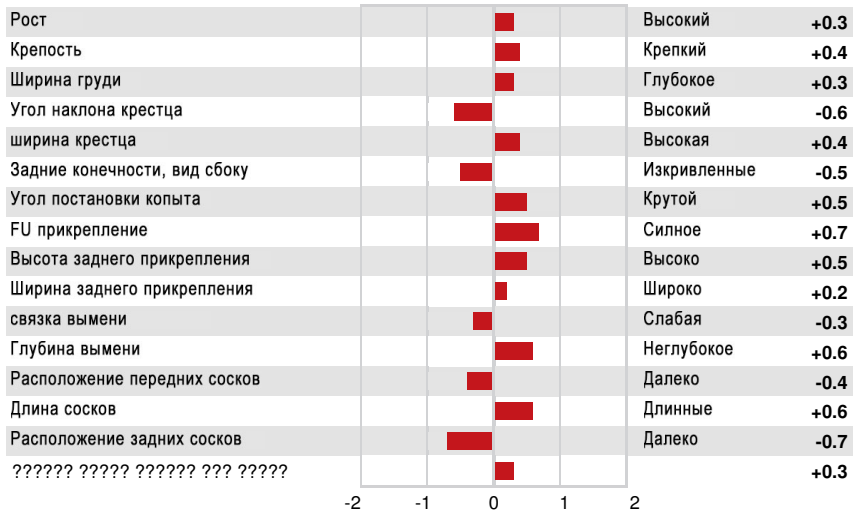 Рост Высокий +0.3
Крепость Крепкий +0.4
Ширина груди Глубокое +0.3
Угол наклона крестца Высокий -0.6
ширина крестца Высокая +0.4
Задние конечности, вид сбоку Изкривленные -0.5
Угол постановки копыта Крутой +0.5
FU прикрепление Силное +0.7
Высота заднего прикрепления Высоко +0.5
Ширина заднего прикрепления Широко +0.2
связка вымени Слабая -0.3
Глубина вымени Неглубокое +0.6
Расположение передних сосков Далеко -0.4
Длина сосков Длинные +0.6
Расположение задних сосков Далеко -0.7
?????? ????? ?????? ??? ????? +0.3
-2 -1 0 1 2